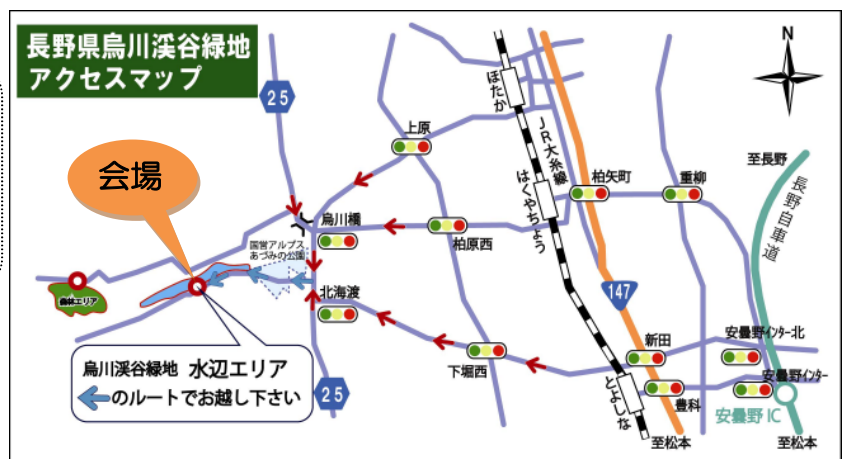 長野県烏川渓谷緑地
アクセスマップ
N
25
ほたか
上原
会場
JR大糸線
柏矢町
重柳
至長野
長野自動車道
はくやちょう
烏川橋
国営アルプス
あづみの公園
柏原西
森林エリア
北海渡
147
新田
安曇野インター北
烏川渓谷緑地 水辺エリア
のルートでお越し下さい
25
下堀西
とよしな
豊科
安曇野インター
安曇野IC
至松本
至松本